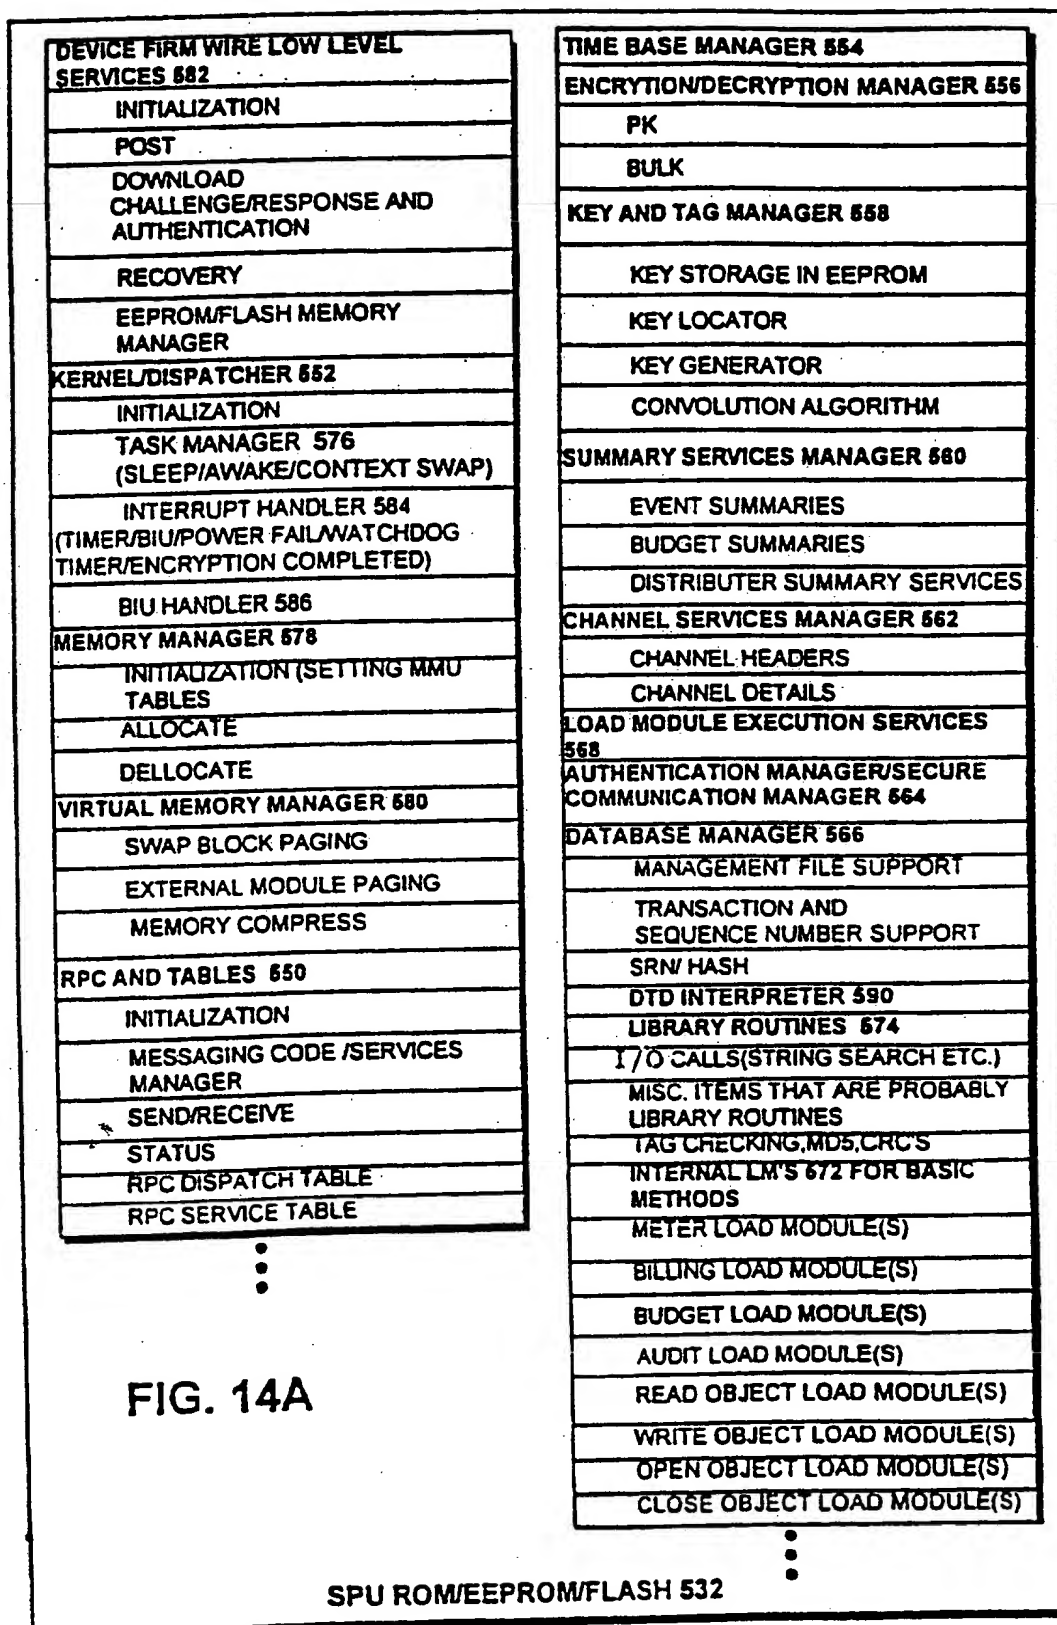 DEVICE FIRM WIRE LOW LEVEL
SERVICES 582
INITIALIZATION
POST
DOWNLOAD
CHALLENGE/RESPONSE AND
AUTHENTICATION
RECOVERY
EEPROM/FLASH MEMORY
MANAGER
KERNEL/DISPATCHER 552
INITIALIZATION
TASK MANAGER 576
(SLEEP/AWAKE/CONTEXT SWAP)
INTERRUPT HANDLER 584
(TIMER/BIU/POWER FAIL/WATCHDOG
TIMER/ENCRYPTION COMPLETED)
BIU HANDLER 586
MEMORY MANAGER 578
INITIALIZATION (SETTING MMU
TABLES
ALLOCATE
DELLOCATE
VIRTUAL MEMORY MANAGER 580
SWAP BLOCK PAGING
EXTERNAL MODULE PAGING
MEMORY COMPRESS
RPC AND TABLES 550
INITIALIZATION
MESSAGING CODE /SERVICES
MANAGER
SEND/RECEIVE
STATUS
RPC DISPATCH TABLE
RPC SERVICE TABLE
FIG. 14A
TIME BASE MANAGER 554
ENCRYTION/DECRYPTION MANAGER 556
PK
BULK
KEY AND TAG MANAGER 558
KEY STORAGE IN EEPROM
KEY LOCATOR
KEY GENERATOR
CONVOLUTION ALGORITHM
SUMMARY SERVICES MANAGER 560
EVENT SUMMARIES
BUDGET SUMMARIES
DISTRIBUTER SUMMARY SERVICES
CHANNEL SERVICES MANAGER 562
CHANNEL HEADERS
CHANNEL DETAILS
LOAD MODULE EXECUTION SERVICES
568
AUTHENTICATION MANAGER/SECURE
COMMUNICATION MANAGER 564
DATABASE MANAGER 566
MANAGEMENT FILE SUPPORT
TRANSACTION AND
SEQUENCE NUMBER SUPPORT
SRN/ HASH
DTD INTERPRETER 590
LIBRARY ROUTINES 574
I/O CALLS(STRING SEARCH ETC.)
MISC. ITEMS THAT ARE PROBABLY
LIBRARY ROUTINES
TAG CHECKING,MD5,CRC'S
INTERNAL LM'S 572 FOR BASIC
METHODS
METER LOAD MODULE(S)
BILLING LOAD MODULE(S)
BUDGET LOAD MODULE(S)
AUDIT LOAD MODULE(S)
READ OBJECT LOAD MODULE(S)
WRITE OBJECT LOAD MODULE(S)
OPEN OBJECT LOAD MODULE(S)
CLOSE OBJECT LOAD MODULE(S)
SPU ROM/EEPROM/FLASH 532